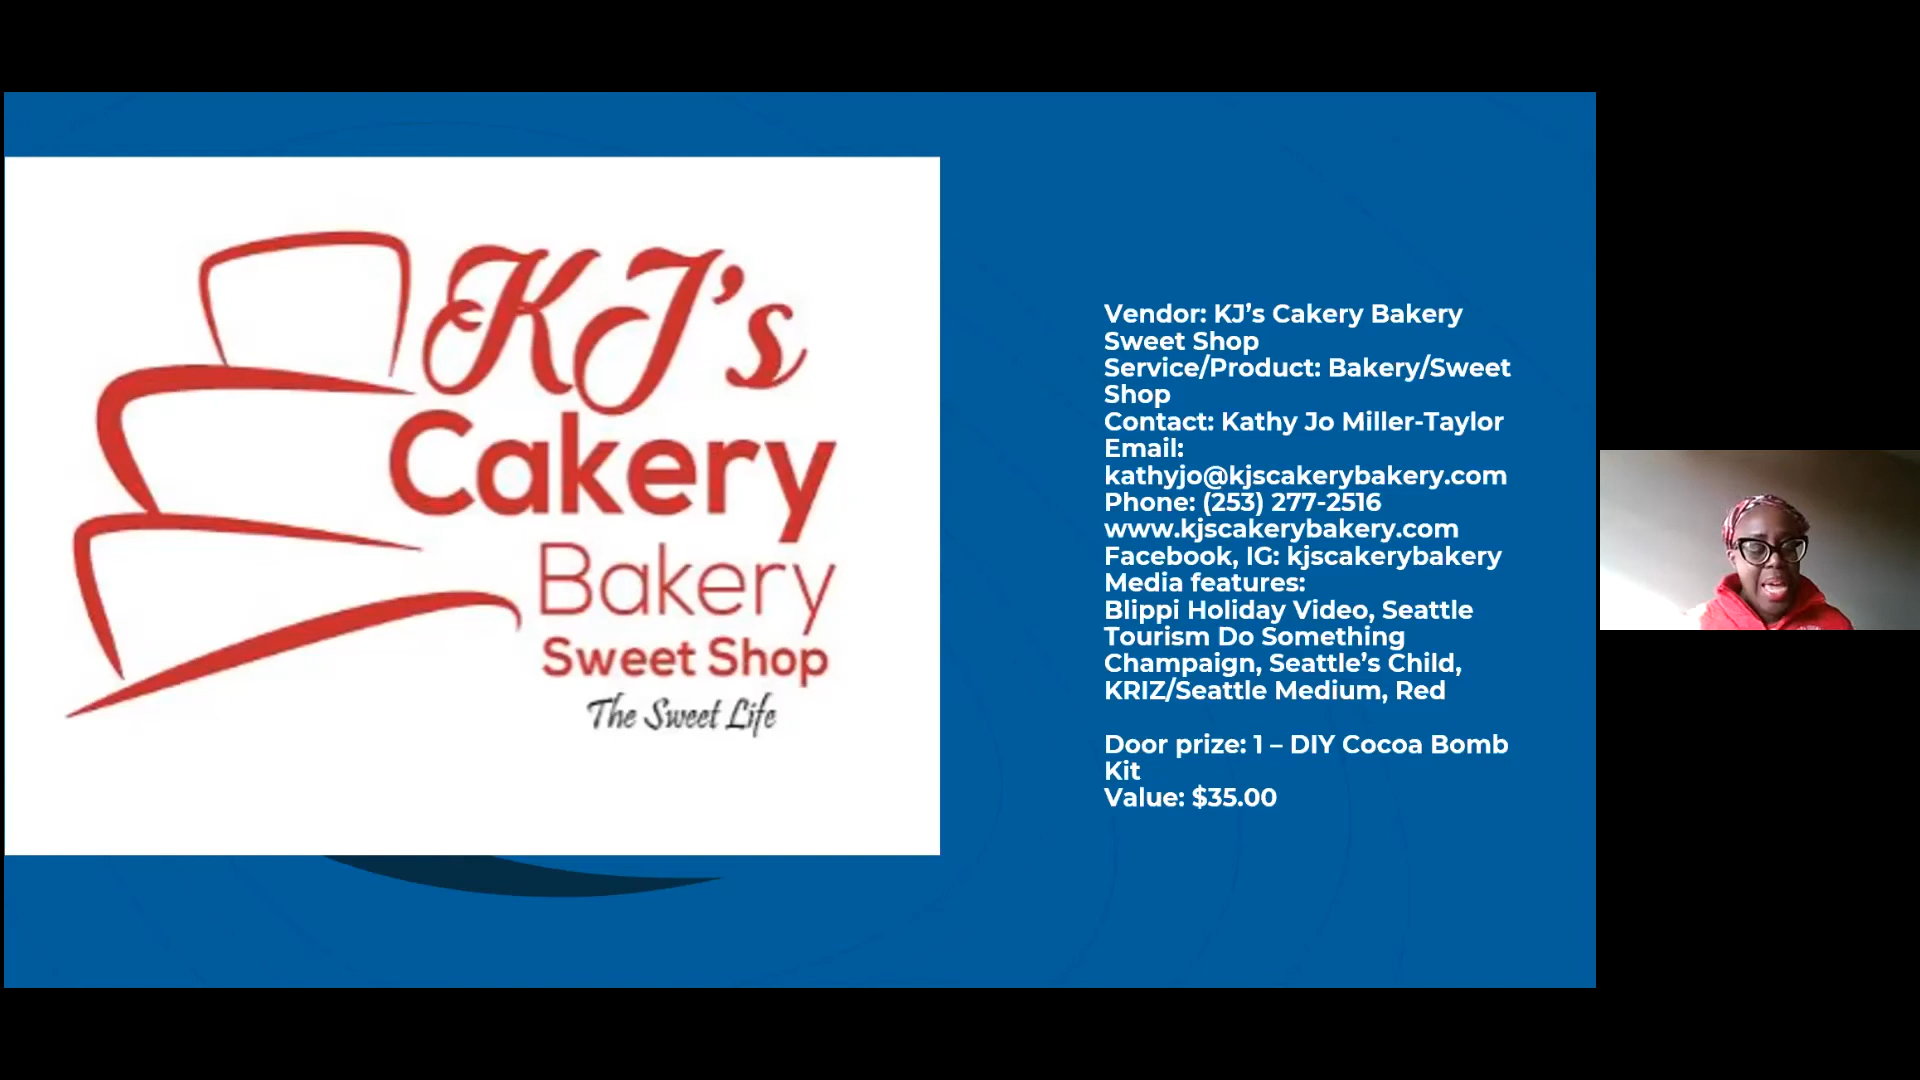 KJ's
Cakery
Bakery
Sweet Shop
The Sweet Life
Vendor: KJ’s Cakery Bakery
Sweet Shop
Service/Product: Bakery/Sweet
Shop
Contact: Kathy Jo Miller-Taylor
Email:
kathyjo@kjscakerybakery.com
Phone: (253) 277-2516
www.kjscakerybakery.com
Facebook, IG: kjscakerybakery
Media features:
Blippi Holiday Video, Seattle
Tourism Do Something
Champaign, Seattle’s Child,
KRIZ/Seattle Medium, Red
Door prize: 1 – DIY Cocoa Bomb
Kit
Value: $35.00